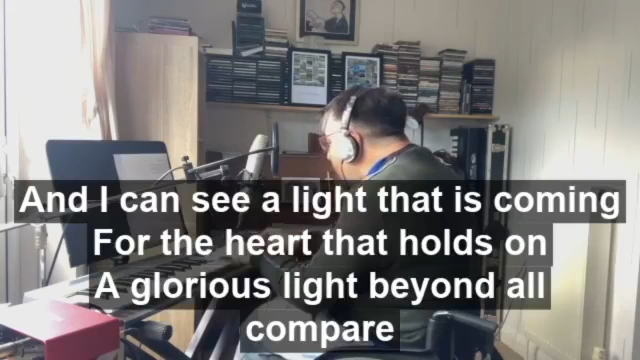 And I can see a light that is coming
For the heart that holds on
A glorious light beyond all
compare